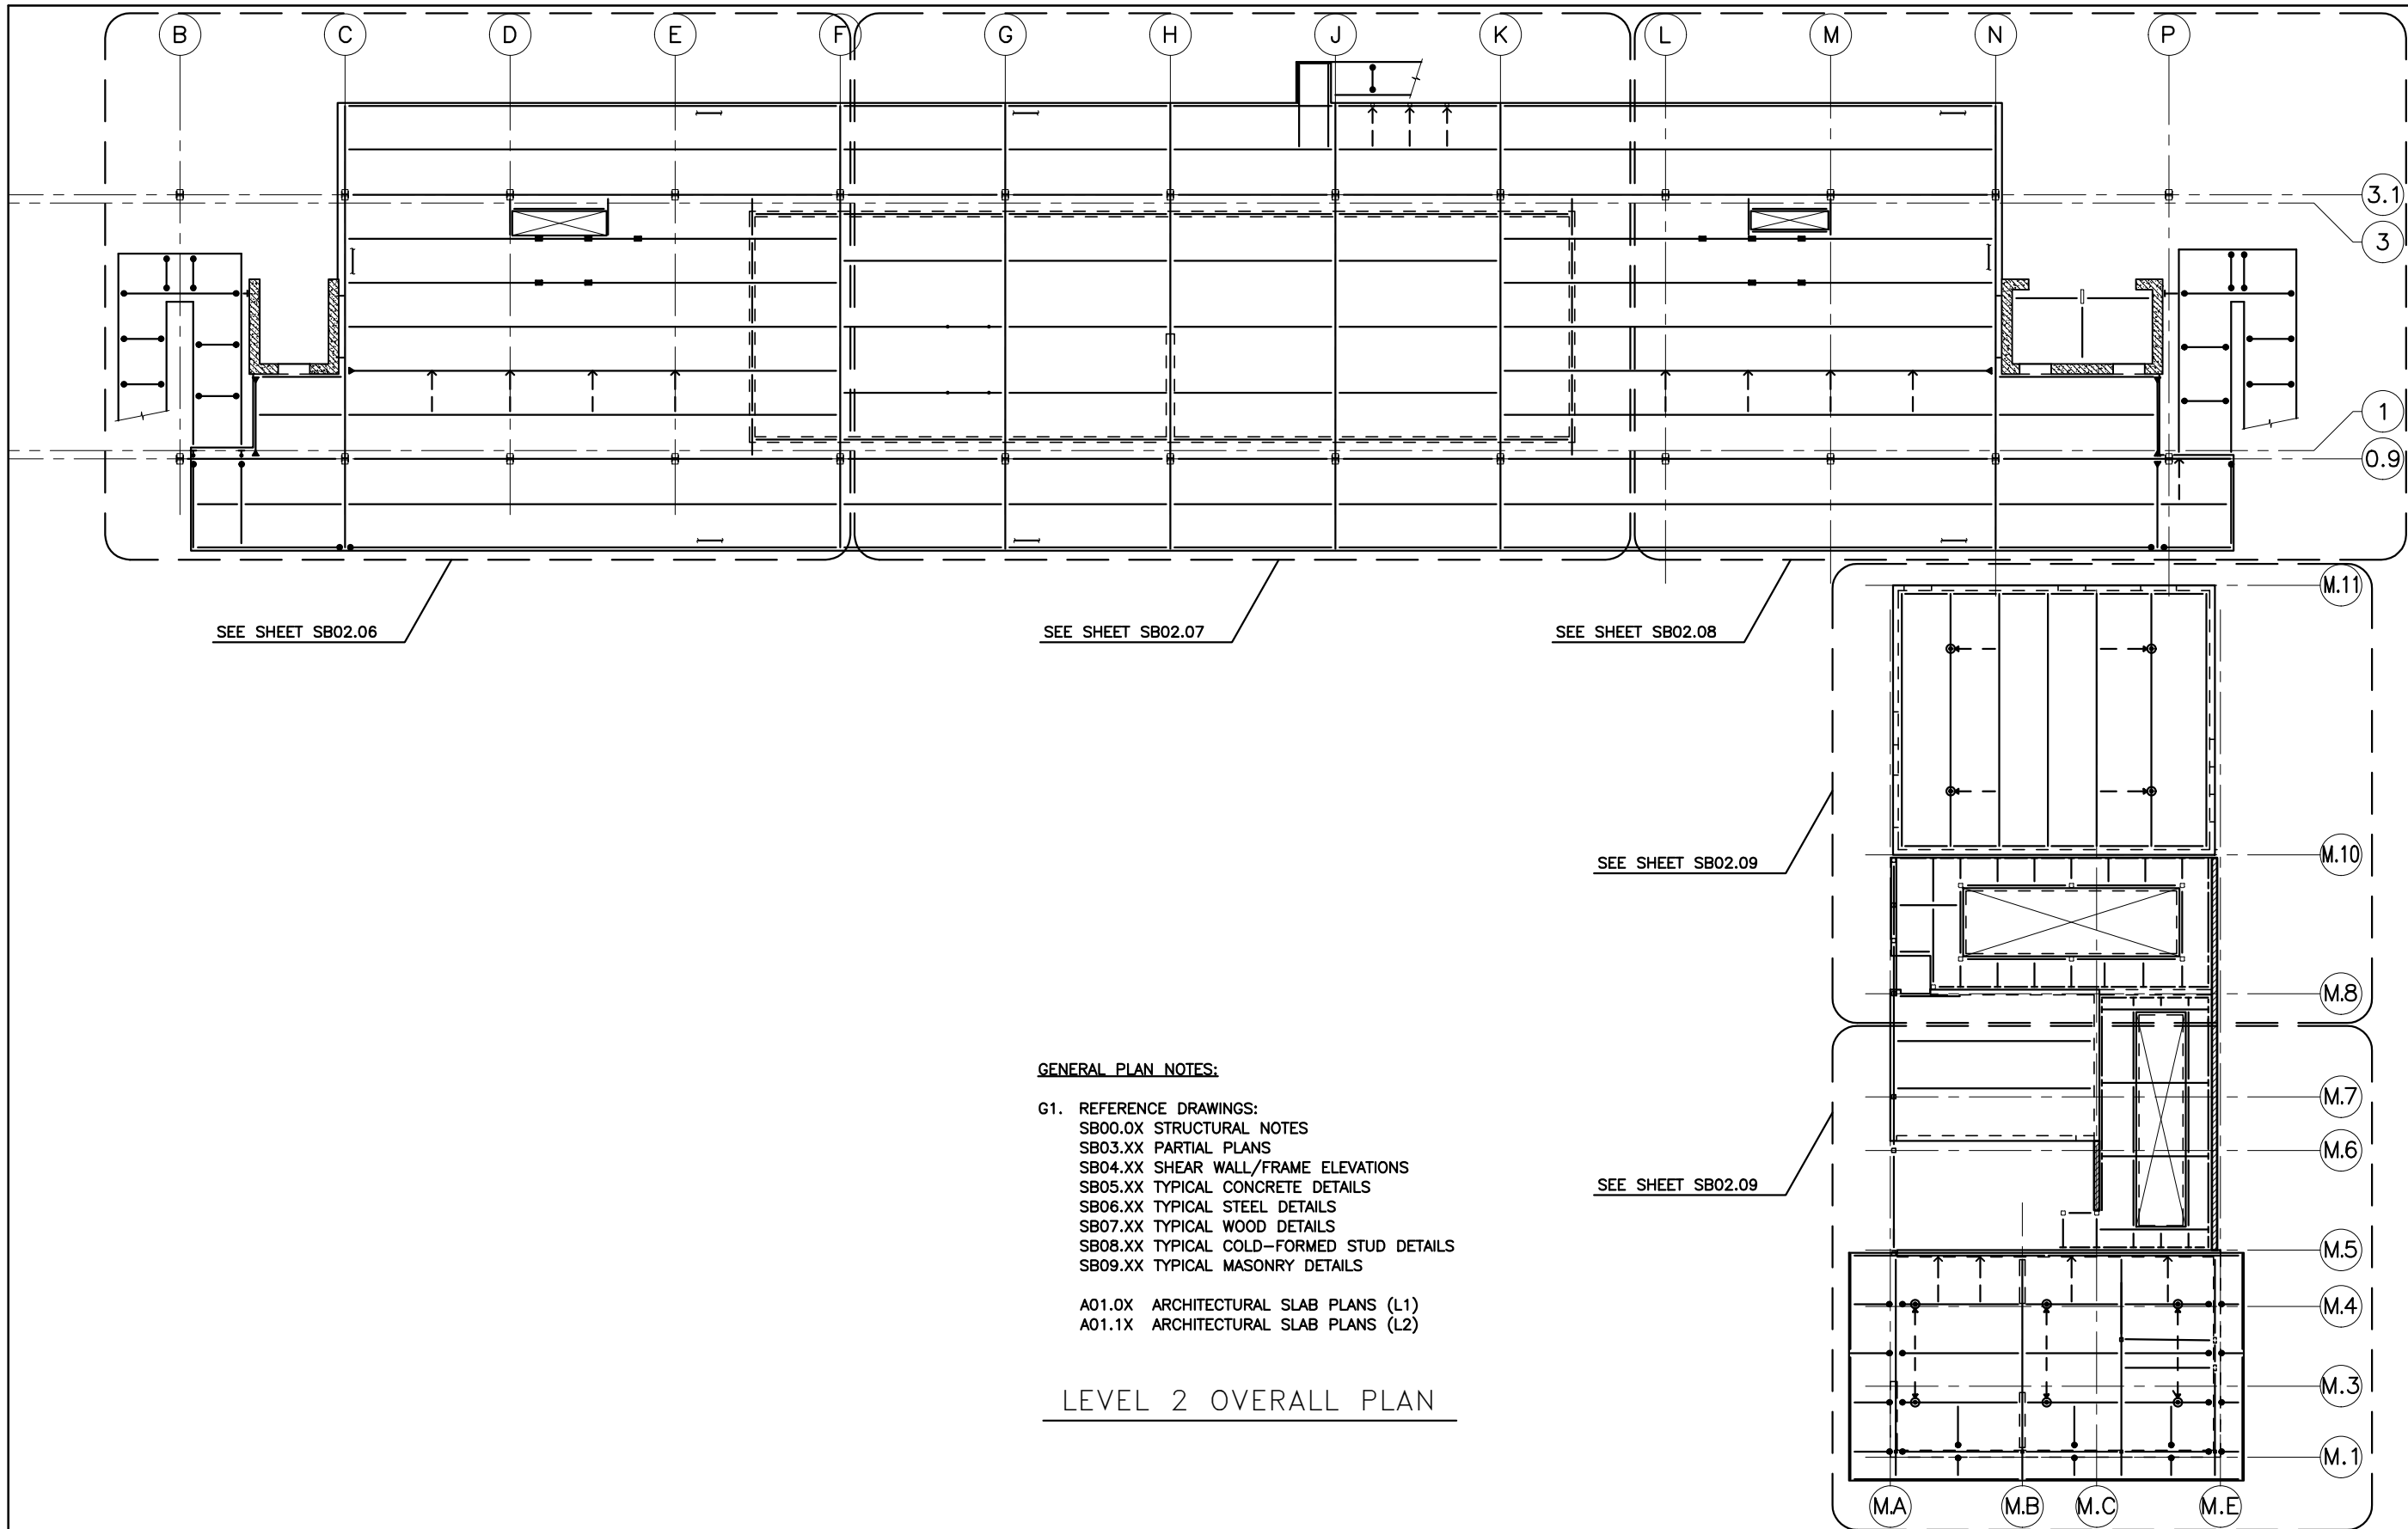 B C D E F G H J K L M N P
3.1
3
1
0.9
SEE SHEET SB02.06
SEE SHEET SB02.07
SEE SHEET SB02.08
M.11
SEE SHEET SB02.09
M.10
M.8
M.7
M.6
SEE SHEET SB02.09
M.5
M.4
M.3
M.1
M.A M.B M.C M.E
GENERAL PLAN NOTES:
G1. REFERENCE DRAWINGS:
SB00.0X STRUCTURAL NOTES
SB03.XX PARTIAL PLANS
SB04.XX SHEAR WALL/FRAME ELEVATIONS
SB05.XX TYPICAL CONCRETE DETAILS
SB06.XX TYPICAL STEEL DETAILS
SB07.XX TYPICAL WOOD DETAILS
SB08.XX TYPICAL COLD-FORMED STUD DETAILS
SB09.XX TYPICAL MASONRY DETAILS
A01.0X ARCHITECTURAL SLAB PLANS (L1)
A01.1X ARCHITECTURAL SLAB PLANS (L2)
LEVEL 2 OVERALL PLAN